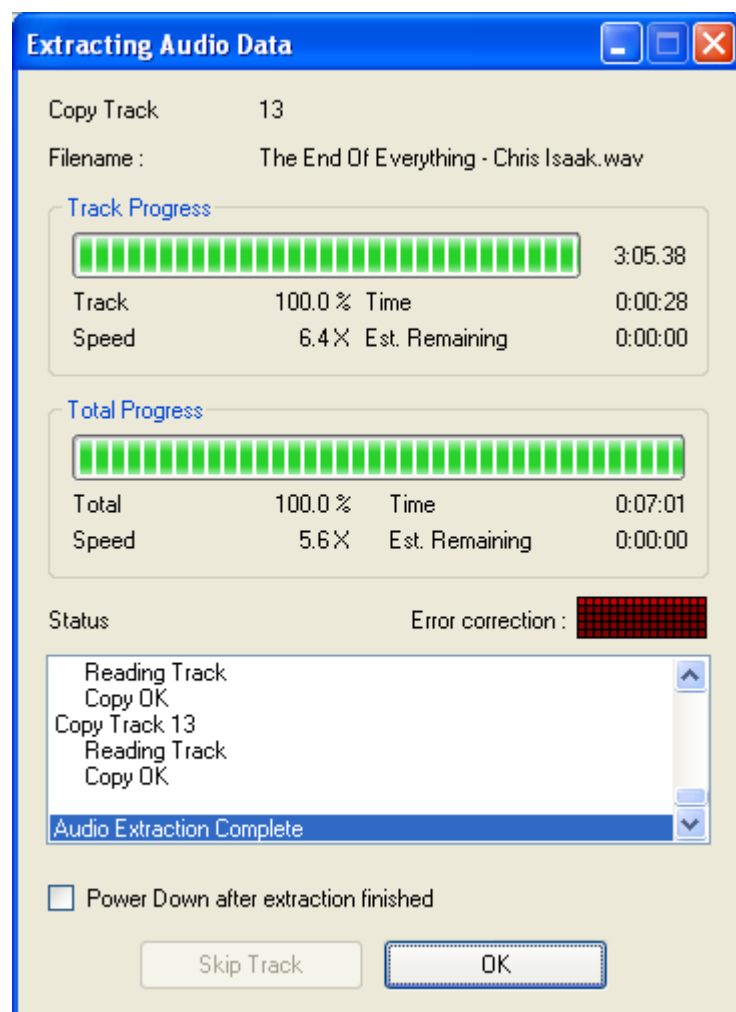 Extracting Audio Data
Copy Track 13
Filename : The End Of Everything - Chris Isaak.wav
Track Progress
3:05.38
Track 100.0 % Time 0:00:28
Speed 6.4 X Est. Remaining 0:00:00
Total Progress
Total 100.0 % Time 0:07:01
Speed 5.6 X Est. Remaining 0:00:00
Status Error correction :
Reading Track
Copy OK
Copy Track 13
Reading Track
Copy OK
Audio Extraction Complete
Power Down after extraction finished
Skip Track OK